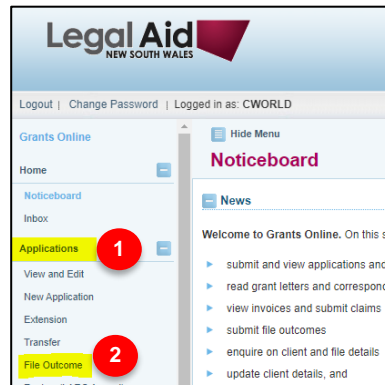 Legal Aid
NEW SOUTH WALES
Logout | Change Password | Logged in as: CWORLD
Grants Online
Home
Noticeboard
Inbox
Applications
1
View and Edit
New Application
Extension
Transfer
File Outcome
2
Hide Menu
Noticeboard
News
Welcome to Grants Online. On this
submit and view applications and
read grant letters and correspond
view invoices and submit claims
submit file outcomes
enquire on client and file details
update client details, and